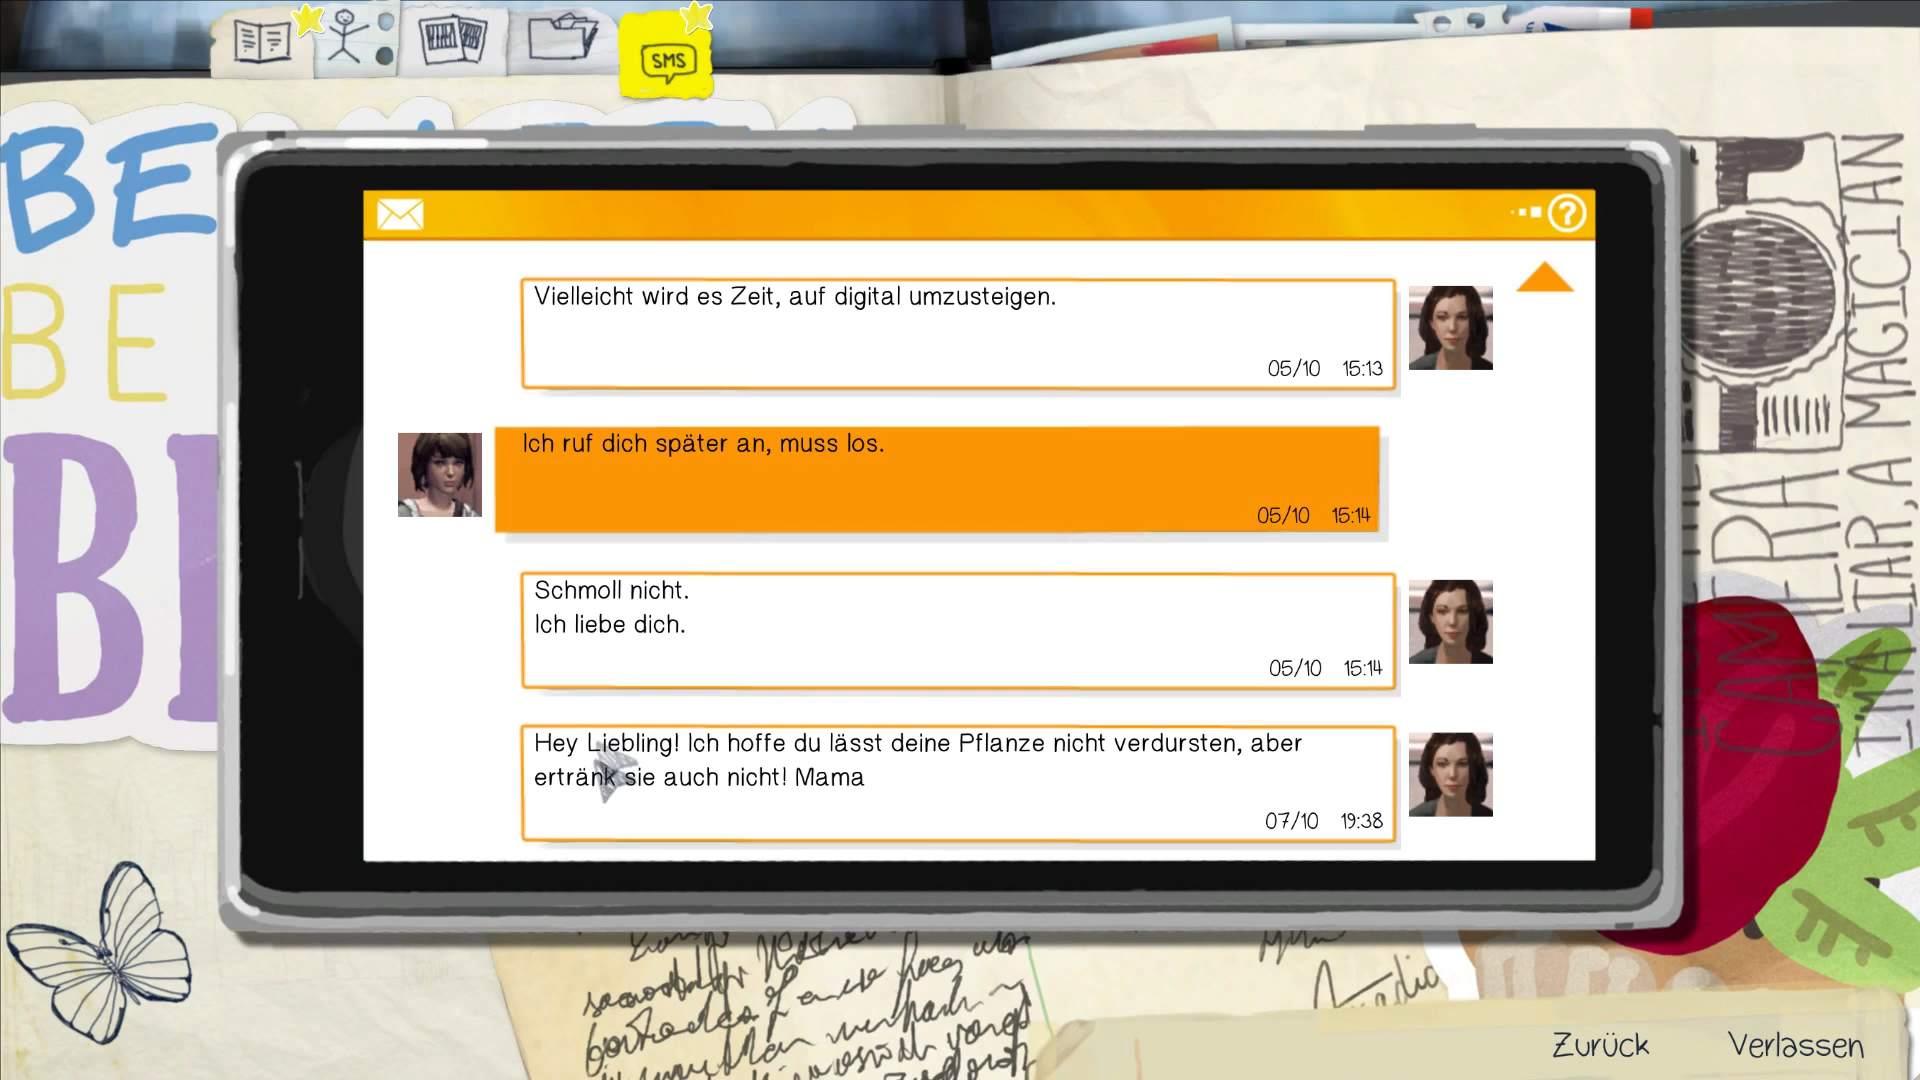 SMS
BE
BE
Vielleicht wird es Zeit, auf digital umzusteigen.
05/10 15:13
Ich ruf dich später an, muss los.
05/10 15:14
Schmoll nicht.
Ich liebe dich.
05/10 15:14
Hey Liebling! Ich hoffe du lässt deine Pflanze nicht verdursten, aber
ertränk sie auch nicht! Mama
07/10 19:38
CAMERA
LIAR, A MAGICIAN
Zurück
Verlassen